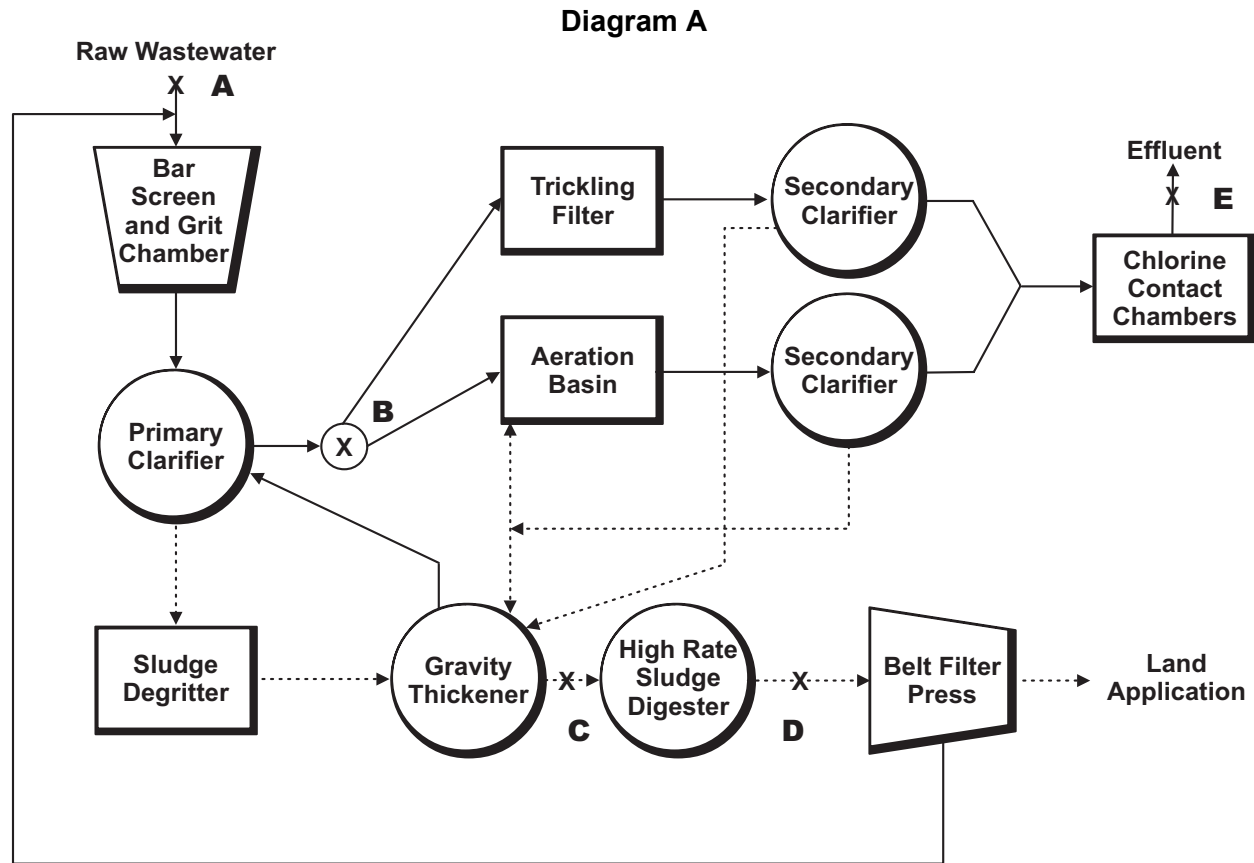 Diagram A
Raw Wastewater
X A
Bar
Screen
and Grit
Chamber
Trickling
Filter
Secondary
Clarifier
Effluent
X E
Chlorine
Contact
Chambers
Aeration
Basin
Secondary
Clarifier
Primary
Clarifier
X
B
Sludge
Degritter
Gravity
Thickener
X
C
High Rate
Sludge
Digester
X
D
Belt Filter
Press
Land
Application